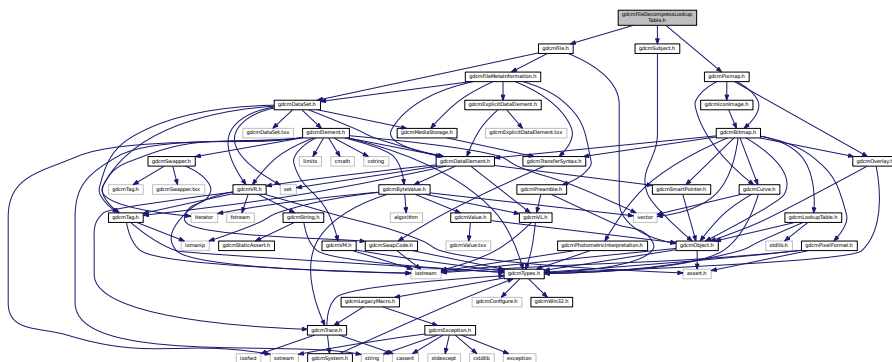 gdcmFileDecompressLookup
Table.h
gdcmFile.h
gdcmSubject.h
gdcmFileMetaInformation.h
gdcmPixmap.h
gdcmDataSet.h
gdcmExplicitDataElement.h
gdcmIconImage.h
gdcmDataSet.txx
gdcmElement.h
gdcmMediaStorage.h
gdcmExplicitDataElement.txx
gdcmBitmap.h
gdcmSwapper.h
limits
cmath
cstring
gdcmDataElement.h
gdcmTransferSyntax.h
gdcmOverlay.h
gdcmTag.h
gdcmSwapper.txx
gdcmVR.h
set
gdcmByteValue.h
gdcmPreamble.h
gdcmSmartPointer.h
gdcmCurve.h
gdcmTag.h
iterator
fstream
gdcmString.h
algorithm
gdcmValue.h
gdcmVL.h
vector
gdcmLookupTable.h
iomanip
gdcmStaticAssert.h
gdcmVM.h
gdcmSwapCode.h
gdcmValue.txx
gdcmPhotometricInterpretation.h
gdcmObject.h
stdlib.h
gdcmPixelFormat.h
iostream
gdcmTypes.h
assert.h
gdcmLegacyMacro.h
gdcmConfigure.h
gdcmWin32.h
gdcmTrace.h
gdcmException.h
iosfwd
sstream
gdcmSystem.h
string
cassert
stdexcept
cstdlib
exception